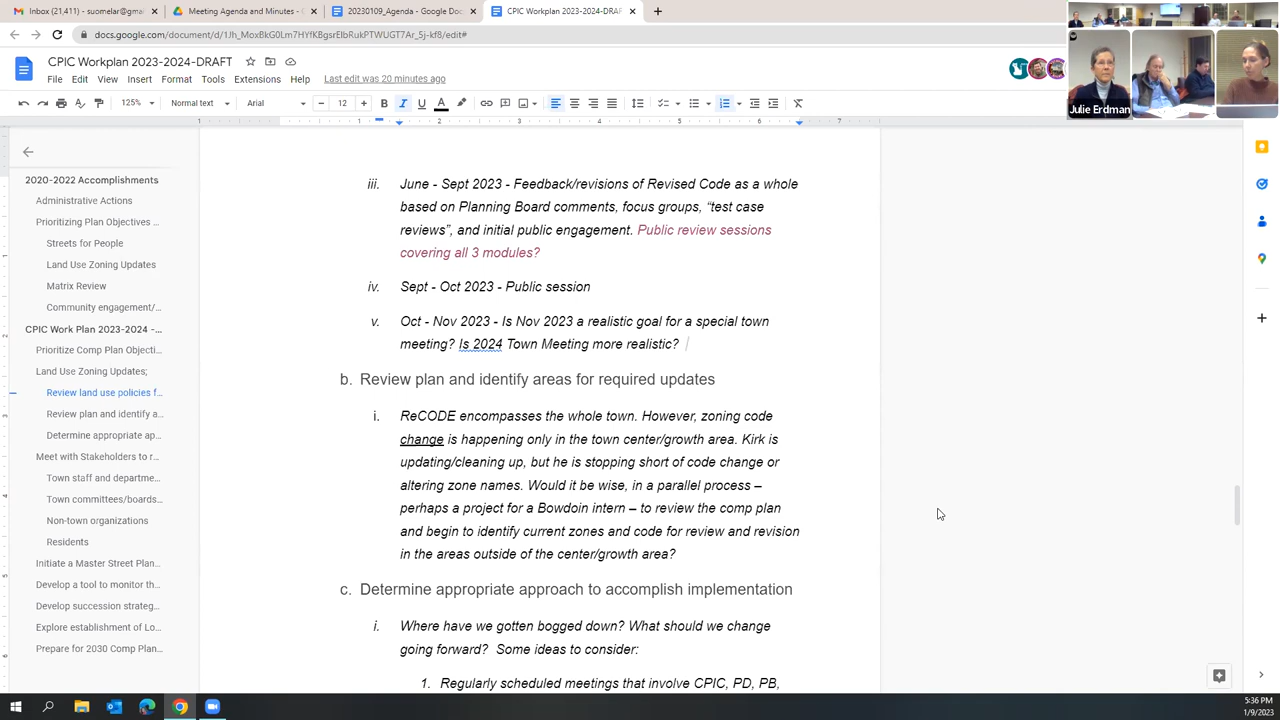 Inbox (21,411) - suomelar@gmail
Meeting Agenda and Minutes - C
20230109_Agenda - Google Doc
CPIC Workplan 2023-2024-DRAF
docs.google.com/document/d/1Jh_MoxBkG0Lm7HYfKBgsrElbRukPTWUGT7Ar_5j-kf8/edit#
CPIC Workplan 2023-2024-DRAFT
File Edit View Insert Format Tools Extensions Help Last edit was 20 minutes ago
125% Normal text Arial 12
Julie Erdman
1 1 2 3 4 5 6 7
2020-2022 Accomplishments
Administrative Actions
Prioritizing Plan Objectives ...
Streets for People
Land Use Zoning Updates
Matrix Review
Community engagement/...
CPIC Work Plan 2023-2024 -...
Prioritize Comp Plan Objecti...
Land Use Zoning Updates;
Review land use policies f...
Review plan and identify a...
Determine appropriate ap...
Meet with Stakeholders to r...
Town staff and departme...
Town committees/boards...
Non-town organizations
Residents
Initiate a Master Street Plan...
Develop a tool to monitor th...
Develop succession strateg...
Explore establishment of Lo...
Prepare for 2030 Comp Plan...
iii. June - Sept 2023 - Feedback/revisions of Revised Code as a whole
based on Planning Board comments, focus groups, “test case
reviews”, and initial public engagement. Public review sessions
covering all 3 modules?
iv. Sept - Oct 2023 - Public session
v. Oct - Nov 2023 - Is Nov 2023 a realistic goal for a special town
meeting? Is 2024 Town Meeting more realistic?
b. Review plan and identify areas for required updates
i. ReCODE encompasses the whole town. However, zoning code
change is happening only in the town center/growth area. Kirk is
updating/cleaning up, but he is stopping short of code change or
altering zone names. Would it be wise, in a parallel process –
perhaps a project for a Bowdoin intern – to review the comp plan
and begin to identify current zones and code for review and revision
in the areas outside of the center/growth area?
c. Determine appropriate approach to accomplish implementation
i. Where have we gotten bogged down? What should we change
going forward? Some ideas to consider:
1. Regularly scheduled meetings that involve CPIC, PD, PB,
5:36 PM
1/9/2023